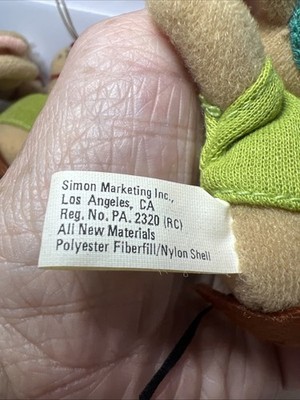 Simon Marketing Inc.,
Los Angeles, CA
Reg. No. PA. 2320 (RC)
All New Materials
Polyester Fiberfill/Nylon Shell